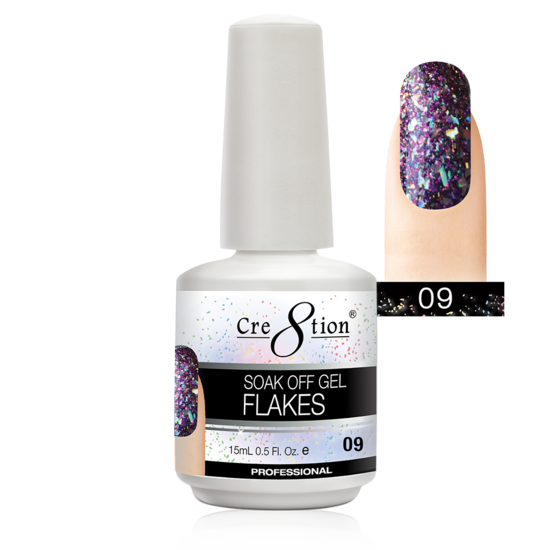 09
Cre8tion®
SOAK OFF GEL
FLAKES
15mL 0.5 Fl. Oz. e
09
PROFESSIONAL